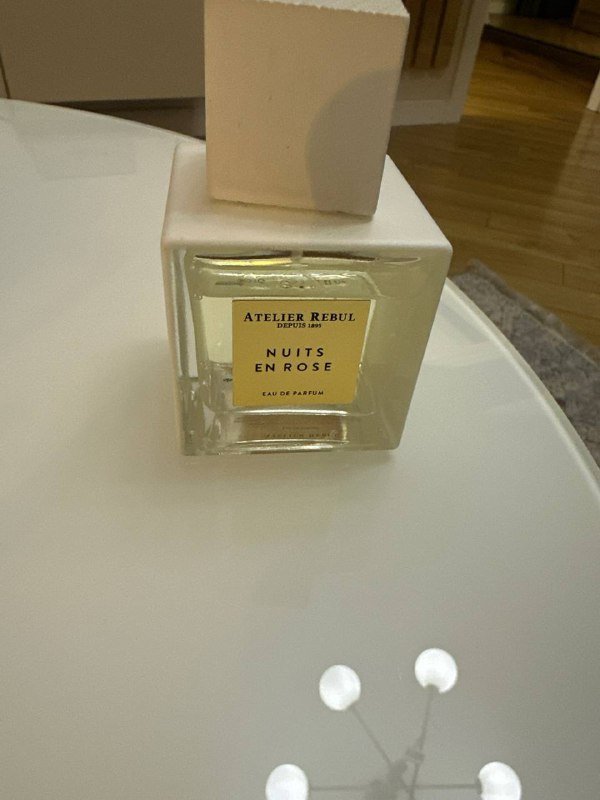 ATELIER REBUL
DEPUIS 1895
NUITS
EN ROSE
EAU DE PARFUM